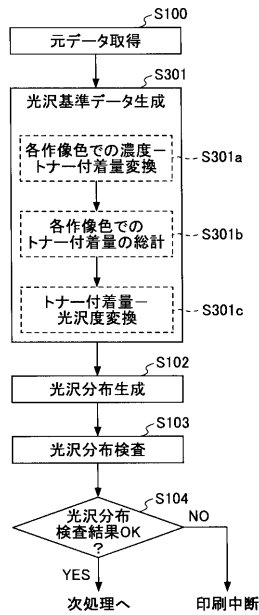 S100
元データ取得
S301
光沢基準データ生成
各作像色での濃度－
トナー付着量変換
S301a
各作像色での
トナー付着量の総計
S301b
トナー付着量－
光沢度変換
S301c
S102
光沢分布生成
S103
光沢分布検査
S104
光沢分布
検査結果OK
?
NO
YES
次処理へ
印刷中断